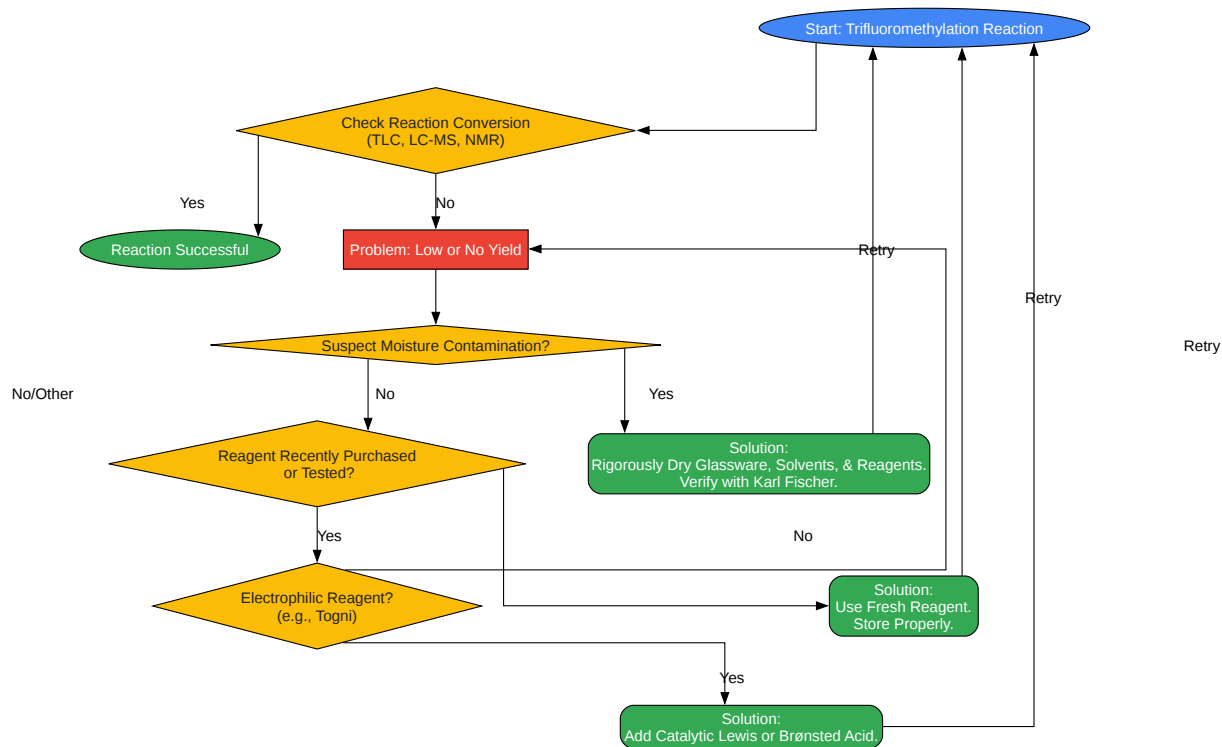 Start: Trifluoromethylation Reaction
Check Reaction Conversion
(TLC, LC-MS, NMR)
Yes
No
Reaction Successful
Problem: Low or No Yield
Retry
Retry
Suspect Moisture Contamination?
Retry
No/Other
No
Yes
Reagent Recently Purchased
or Tested?
Solution:
Rigorously Dry Glassware, Solvents, & Reagents.
Verify with Karl Fischer.
Yes
No
Electrophilic Reagent?
(e.g., Togni)
Solution:
Use Fresh Reagent.
Store Properly.
Yes
Solution:
Add Catalytic Lewis or Brønsted Acid.